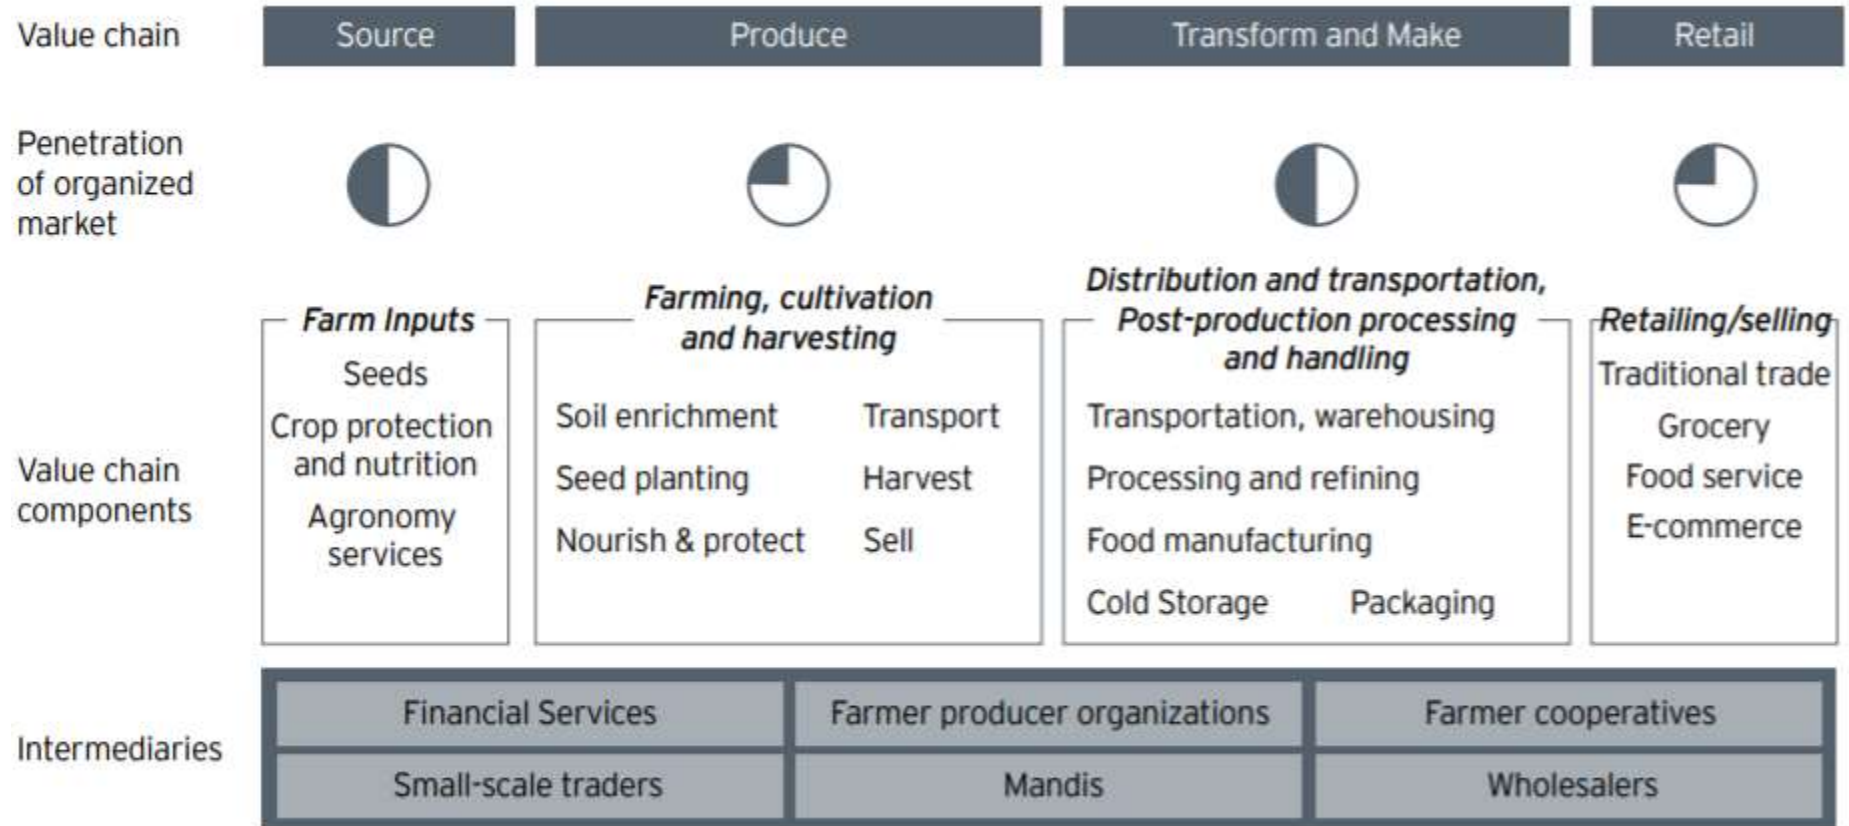 Value chain
Source
Produce
Transform and Make
Retail
Penetration
of organized
market
Farm Inputs
Seeds
Crop protection
and nutrition
Agronomy
services
Farming, cultivation
and harvesting
Soil enrichment
Transport
Seed planting
Harvest
Nourish & protect
Sell
Distribution and transportation,
Post-production processing
and handling
Transportation, warehousing
Processing and refining
Food manufacturing
Cold Storage
Packaging
Retailing/selling
Traditional trade
Grocery
Food service
E-commerce
Value chain
components
Intermediaries
Financial Services
Farmer producer organizations
Farmer cooperatives
Small-scale traders
Mandis
Wholesalers